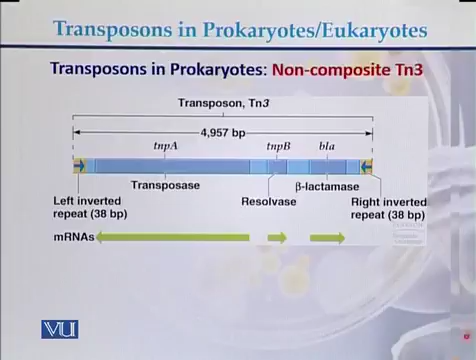 Transposons in Prokaryotes/Eukaryotes
Transposons in Prokaryotes: Non-composite Tn3
Transposon, Tn3
4,957 bp
tnpA tnpB bla
Transposase Resolvase β-lactamase
Left inverted
repeat (38 bp)
Right inverted
repeat (38 bp)
mRNAs
VU